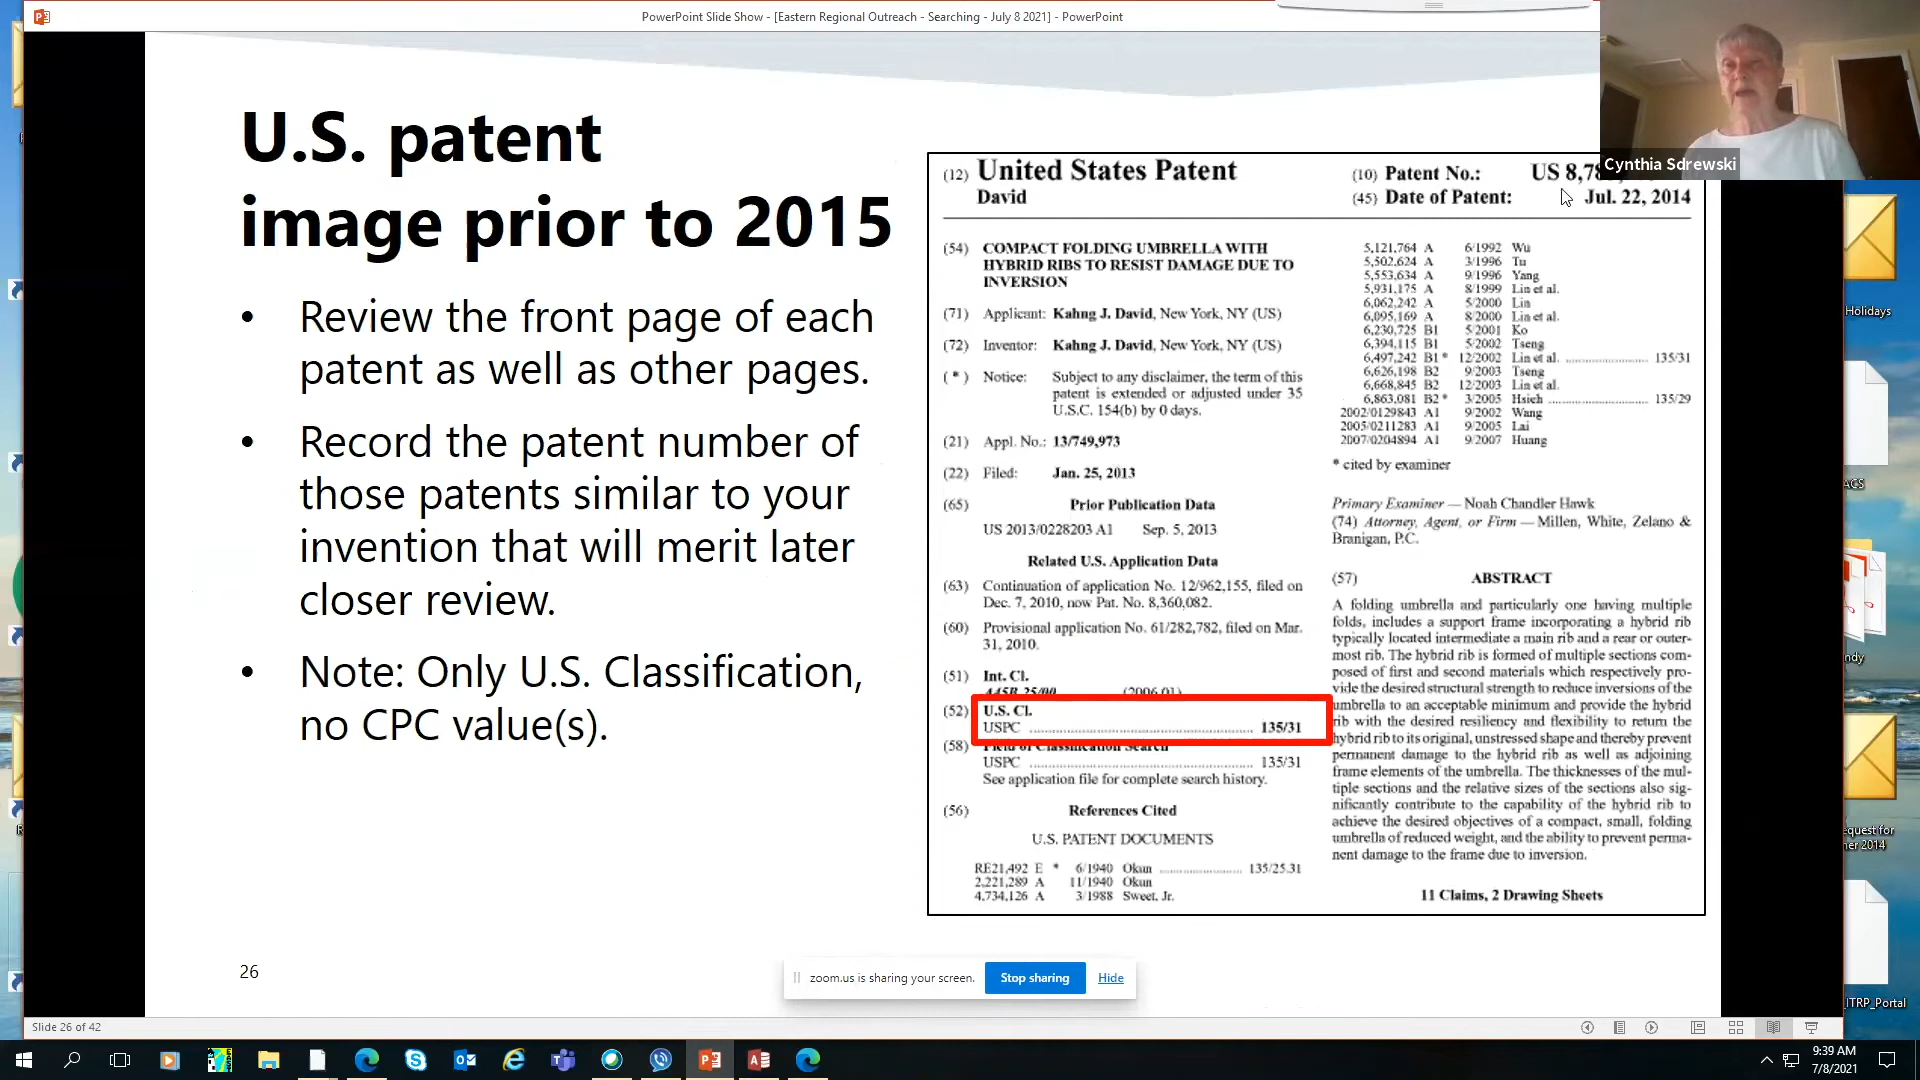 PowerPoint Slide Show - [Eastern Regional Outreach - Searching - July 8 2021] - PowerPoint
Cynthia Sdrewski
U.S. patent
image prior to 2015
• Review the front page of each
patent as well as other pages.
• Record the patent number of
those patents similar to your
invention that will merit later
closer review.
• Note: Only U.S. Classification,
no CPC value(s).
26
(12) United States Patent
David
(10) Patent No.: US 8,78
(45) Date of Patent: Jul. 22, 2014
(54) COMPACT FOLDING UMBRELLA WITH
HYBRID RIBS TO RESIST DAMAGE DUE TO
INVERSION
(71) Applicant: Kahng J. David, New York, NY (US)
(72) Inventor: Kahng J. David, New York, NY (US)
( * ) Notice: Subject to any disclaimer, the term of this
patent is extended or adjusted under 35
U.S.C. 154(b) by 0 days.
(21) Appl. No.: 13/749,973
(22) Filed: Jan. 25, 2013
(65) Prior Publication Data
US 2013/0228203 A1 Sep. 5, 2013
Related U.S. Application Data
(63) Continuation of application No. 12/962,155, filed on
Dec. 7, 2010, now Pat. No. 8,360,082.
(60) Provisional application No. 61/282,782, filed on Mar.
31, 2010.
(51) Int. Cl.
A45B 25/00 (2006.01)
(52) U.S. Cl.
USPC 135/31
(58) Field of Classification Search
USPC 135/31
See application file for complete search history.
(56) References Cited
U.S. PATENT DOCUMENTS
RE21,492 E * 6/1940 Okun 135/25.31
2,221,289 A 11/1940 Okun
4,734,126 A 3/1988 Sweet, Jr.
5,121,764 A 6/1992 Wu
5,502,624 A 3/1996 Tu
5,553,634 A 9/1996 Yang
5,931,175 A 8/1999 Lin et al.
6,062,242 A 5/2000 Lin
6,095,169 A 8/2000 Lin et al.
6,230,725 B1 5/2001 Ko
6,394,115 B1 5/2002 Tseng
6,497,242 B1 * 12/2002 Lin et al. 135/31
6,626,198 B2 9/2003 Tseng
6,668,845 B2 12/2003 Lin et al.
6,863,081 B2 * 3/2005 Hsieh 135/29
2002/0129843 A1 9/2002 Wang
2005/0211283 A1 9/2005 Lai
2007/0204894 A1 9/2007 Huang
* cited by examiner
Primary Examiner — Noah Chandler Hawk
(74) Attorney, Agent, or Firm — Millen, White, Zelano &
Branigan, P.C.
(57) ABSTRACT
A folding umbrella and particularly one having multiple
folds, includes a support frame incorporating a hybrid rib
typically located intermediate a main rib and a rear or outer-
most rib. The hybrid rib is formed of multiple sections com-
posed of first and second materials which respectively pro-
vide the desired structural strength to reduce inversions of the
umbrella to an acceptable minimum and provide the hybrid
rib with the desired resiliency and flexibility to return the
hybrid rib to its original, unstressed shape and thereby prevent
permanent damage to the hybrid rib as well as adjoining
frame elements of the umbrella. The thicknesses of the mul-
tiple sections and the relative sizes of the sections also sig-
nificantly contribute to the capability of the hybrid rib to
achieve the desired objectives of a compact, small, folding
umbrella of reduced weight, and the ability to prevent perma-
nent damage to the frame due to inversion.
11 Claims, 2 Drawing Sheets
zoom.us is sharing your screen. Stop sharing Hide
Holidays
ITRP_Portal
Slide 26 of 42
9:39 AM
7/8/2021